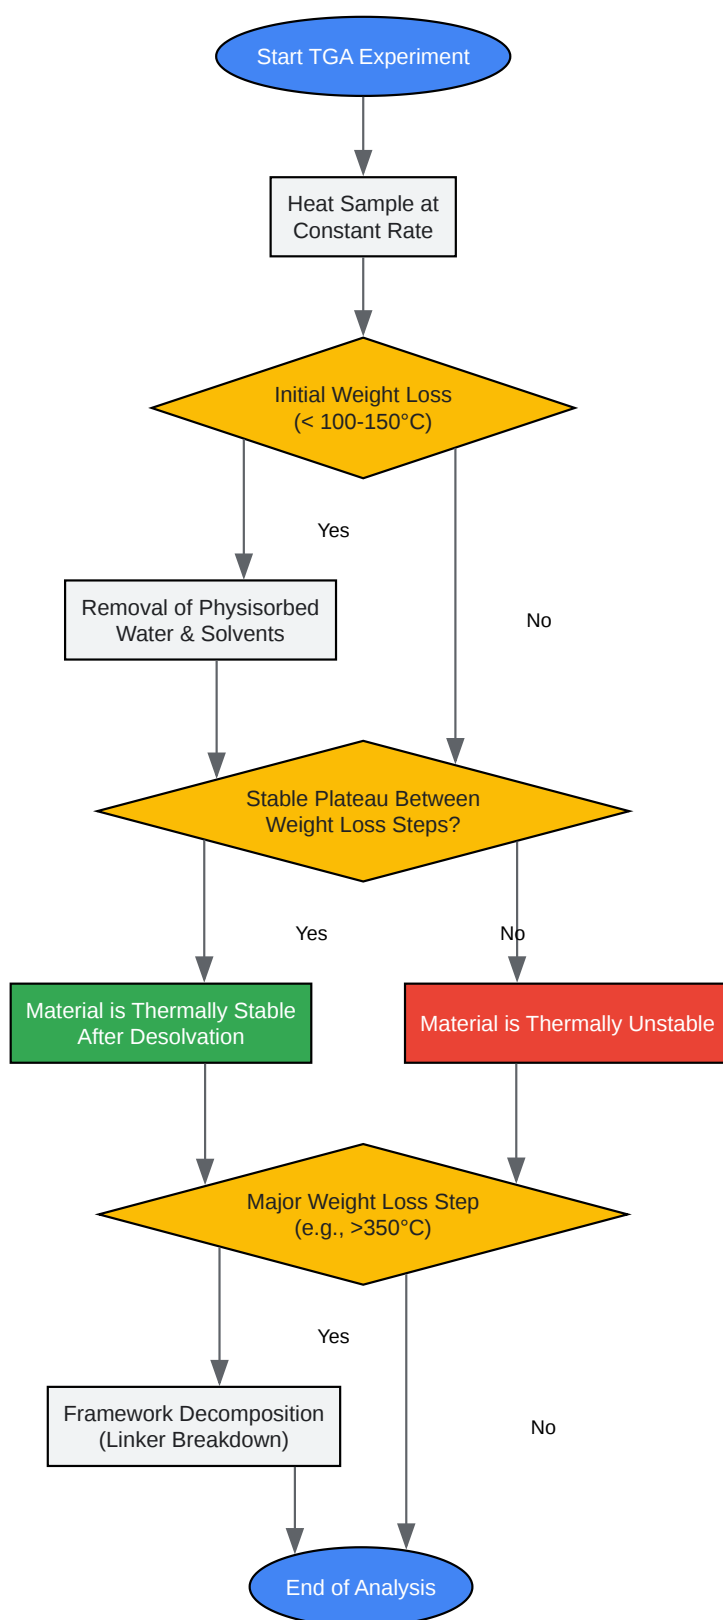 Start TGA Experiment
Heat Sample at
Constant Rate
Initial Weight Loss
(< 100-150°C)
Yes
Removal of Physisorbed
Water & Solvents
No
Stable Plateau Between
Weight Loss Steps?
Yes
No
Material is Thermally Stable
After Desolvation
Material is Thermally Unstable
Major Weight Loss Step
(e.g., >350°C)
Yes
Framework Decomposition
(Linker Breakdown)
No
End of Analysis